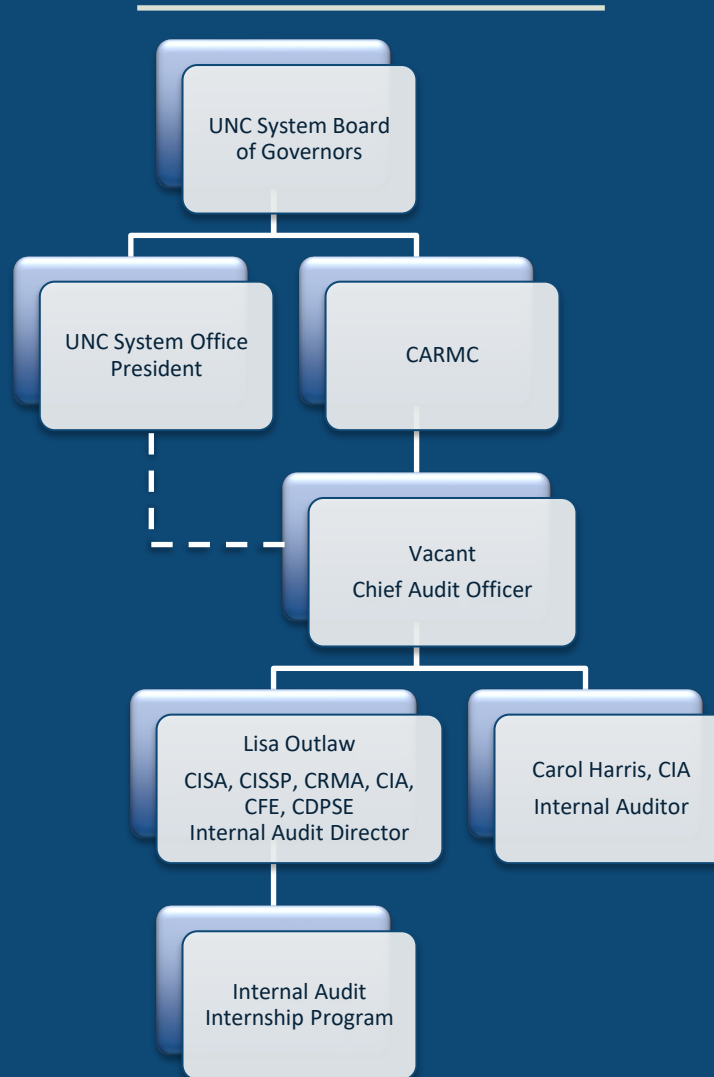 UNC System Board
of Governors
UNC System Office
President
CARMC
Vacant
Chief Audit Officer
Lisa Outlaw
CISA, CISSP, CRMA, CIA,
CFE, CDPSE
Internal Audit Director
Carol Harris, CIA
Internal Auditor
Internal Audit
Internship Program